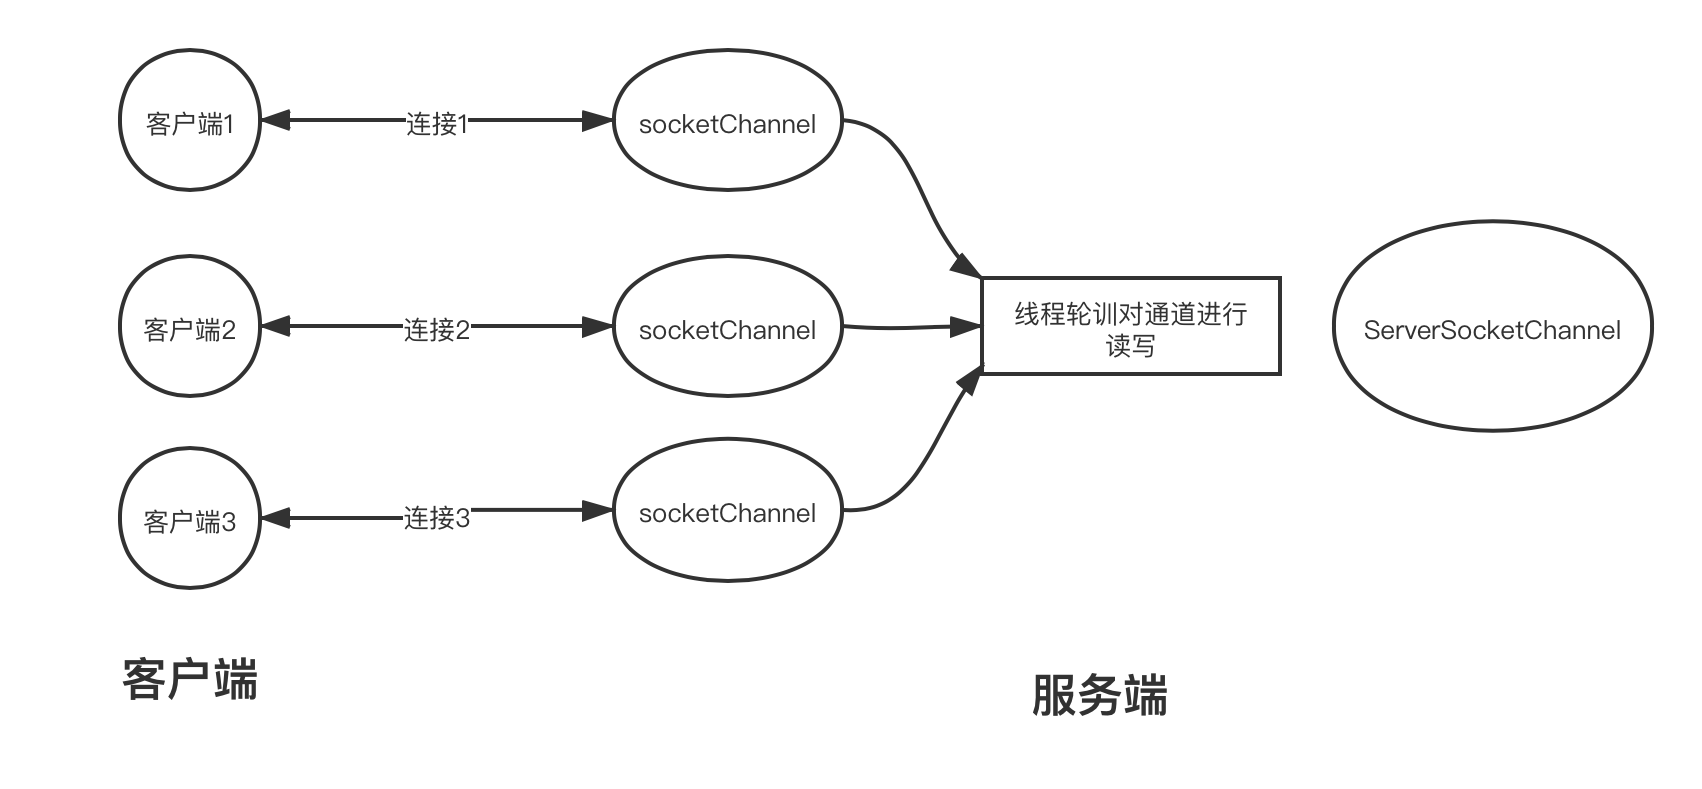 客户端1
连接1
socketChannel
客户端2
连接2
socketChannel
线程轮训对通道进行
读写
ServerSocketChannel
客户端3
连接3
socketChannel
客户端
服务端